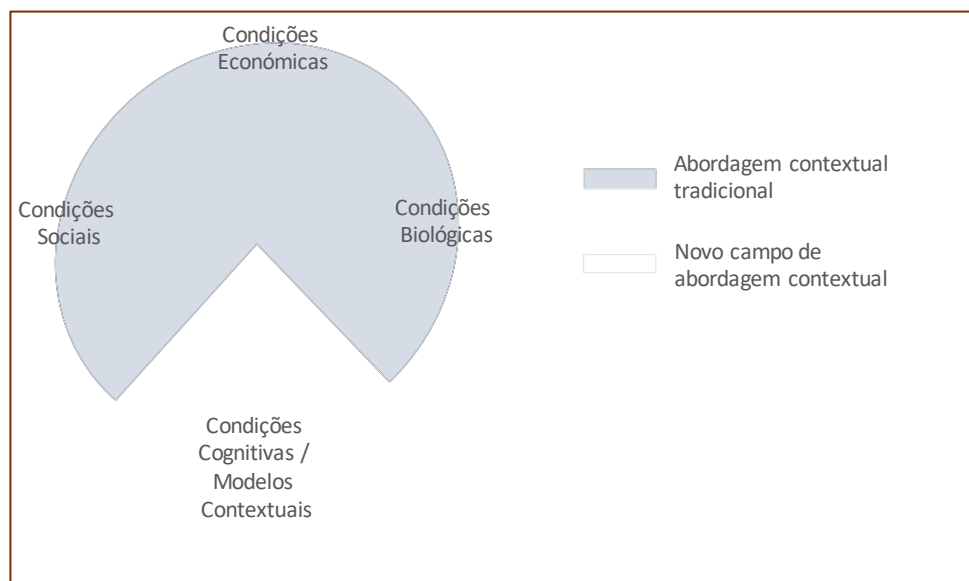 Condições
Económicas
Condições
Sociais
Condições
Biológicas
Condições
Cognitivas /
Modelos
Contextuais
Abordagem contextual
tradicional
Novo campo de
abordagem contextual